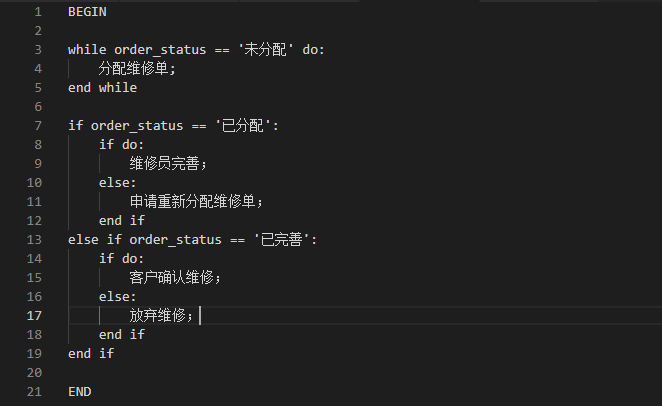 1 BEGIN
2
3 while order_status == '未分配' do:
4 分配维修单;
5 end while
6
7 if order_status == '已分配':
8 if do:
9 维修员完善;
10 else:
11 申请重新分配维修单;
12 end if
13 else if order_status == '已完善':
14 if do:
15 客户确认维修;
16 else:
17 放弃维修;
18 end if
19 end if
20
21 END